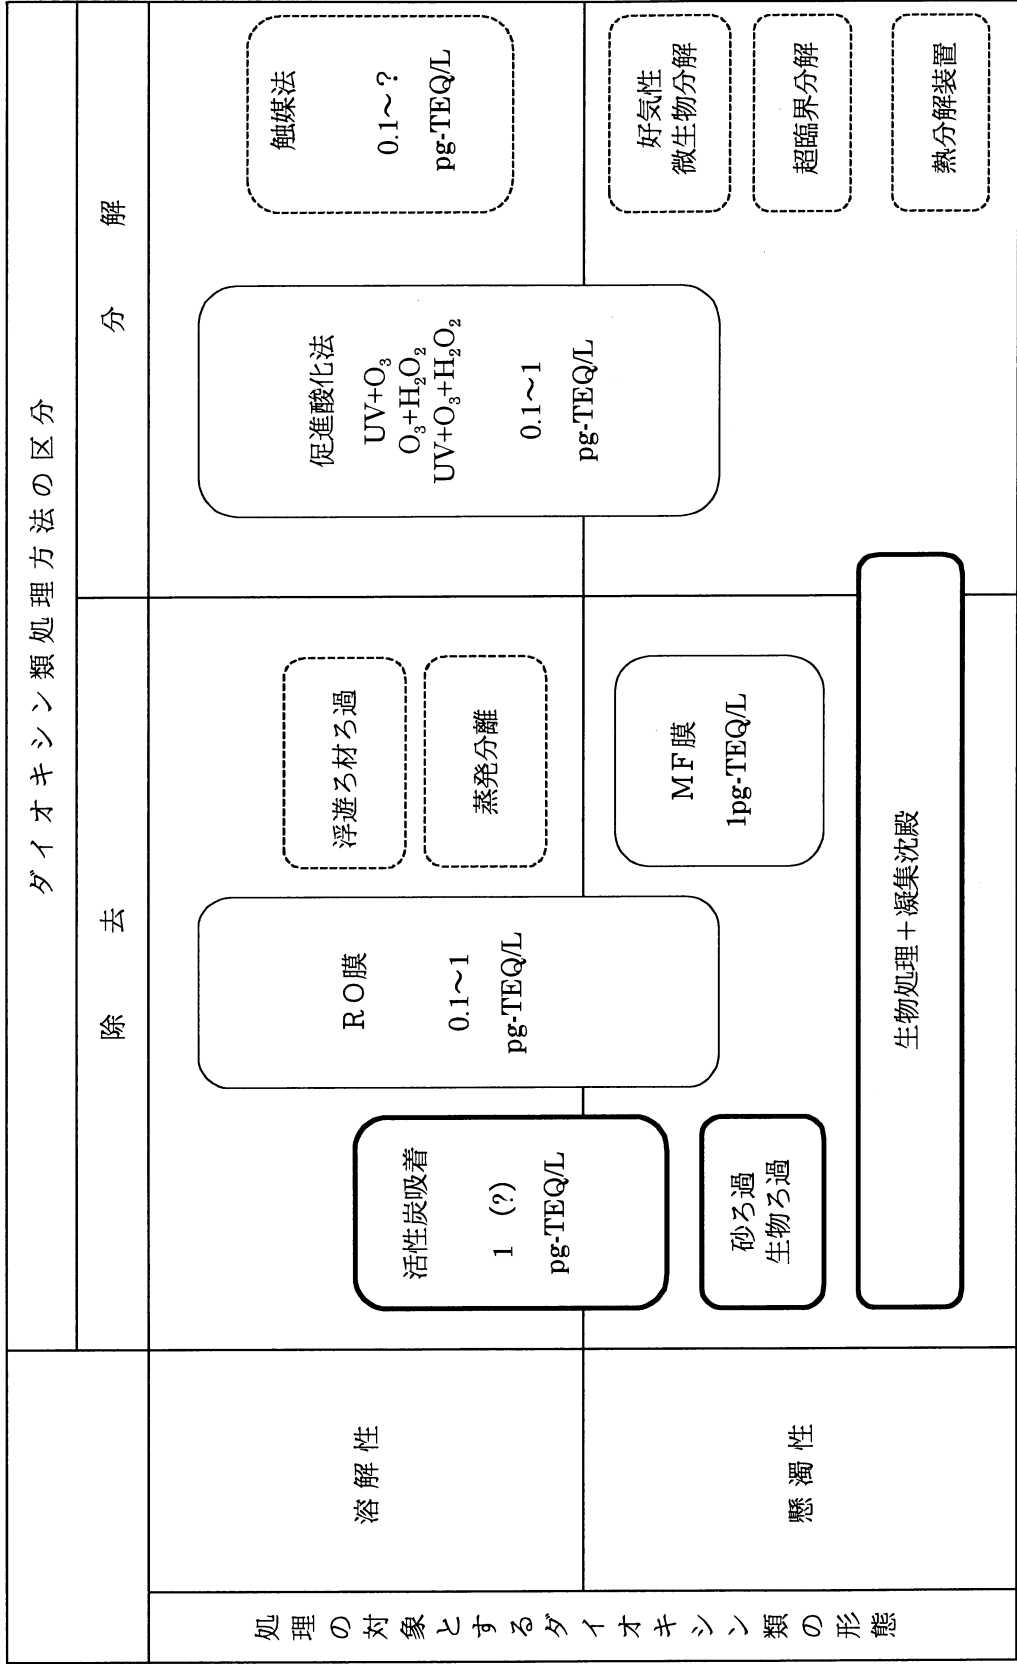 ダイオキシン類処理方法の区分
除去
分解
処理の対象とするダイオキシン類の形態
溶解性
懸濁性
活性炭吸着
1 (?)
pg-TEQ/L
RO膜
0.1～1
pg-TEQ/L
浮遊ろ材ろ過
蒸発分離
促進酸化法
UV+O₃
O₃+H₂O₂
UV+O₃+H₂O₂
0.1～1
pg-TEQ/L
触媒法
0.1～?
pg-TEQ/L
砂ろ過
生物ろ過
MF膜
1pg-TEQ/L
好気性
微生物分解
超臨界分解
熱分解装置
生物処理＋凝集沈殿